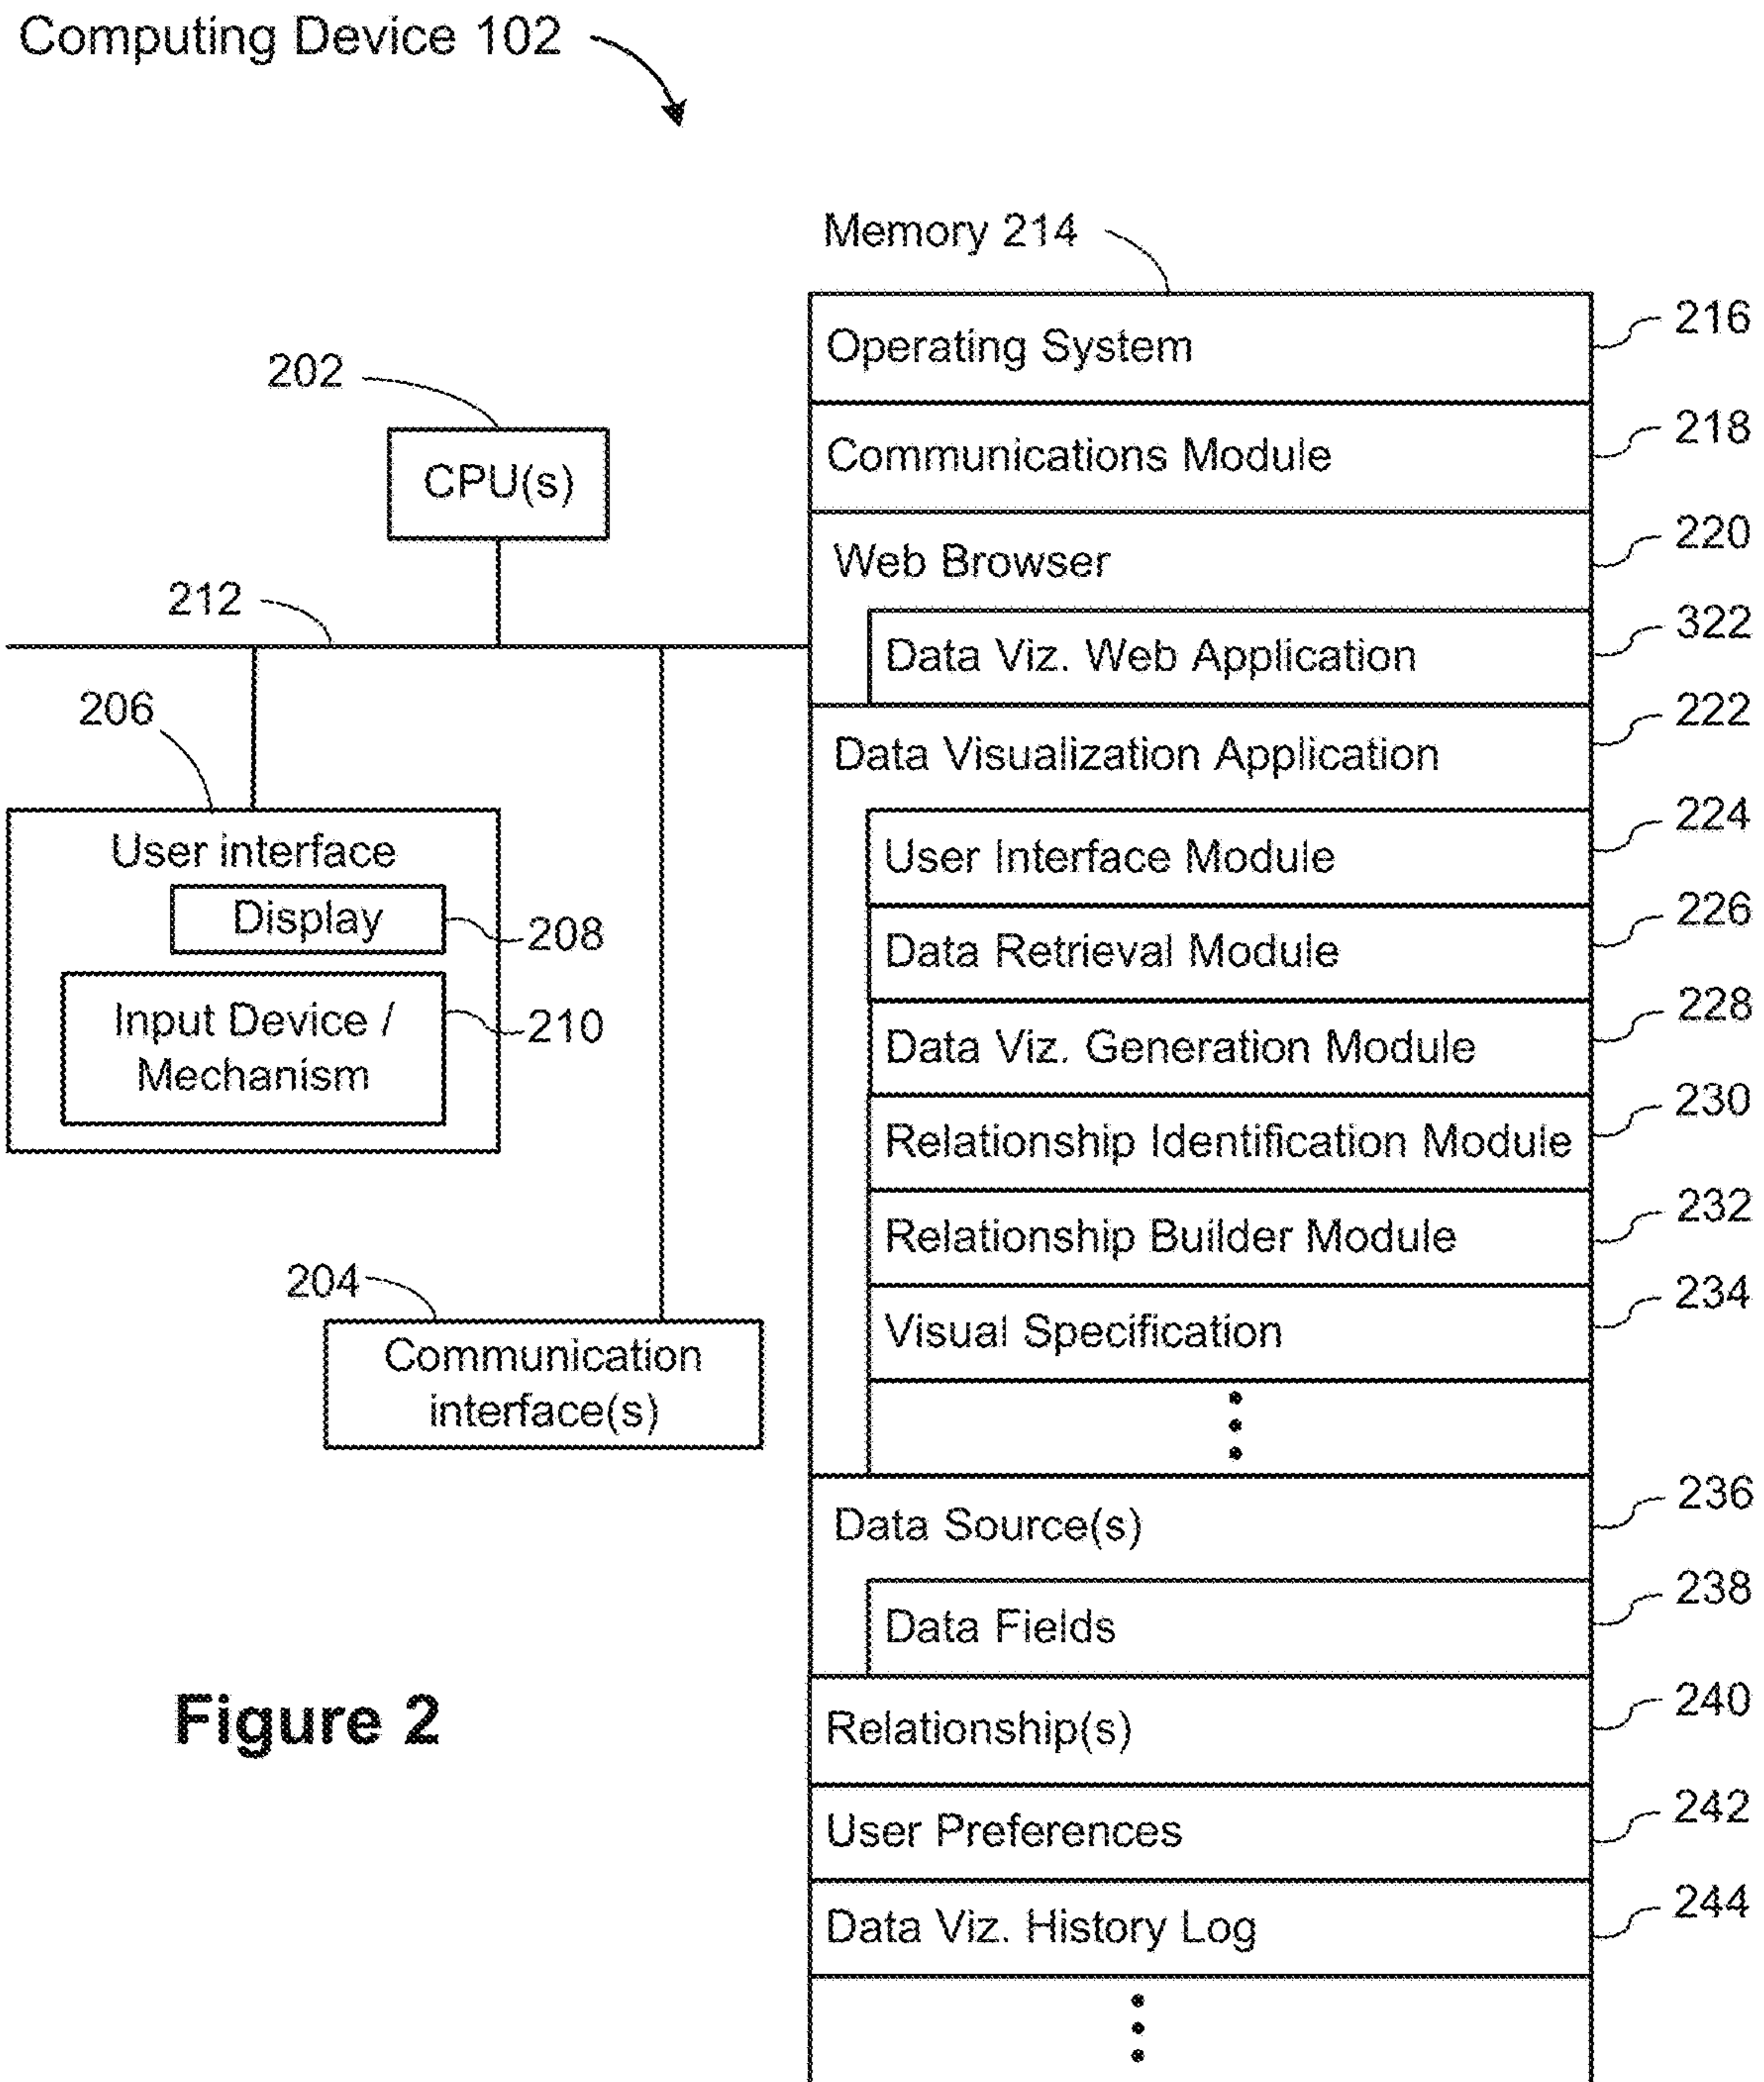 Computing Device 102
Memory 214
Operating System
216
202
CPU(s)
Communications Module
218
Web Browser
220
212
Data Viz. Web Application
322
206
Data Visualization Application
222
User interface
User Interface Module
224
Display
208
Data Retrieval Module
226
Input Device /
Mechanism
210
Data Viz. Generation Module
228
Relationship Identification Module
230
Relationship Builder Module
232
204
Communication
interface(s)
Visual Specification
234
Data Source(s)
236
Data Fields
238
Figure 2
Relationship(s)
240
User Preferences
242
Data Viz. History Log
244